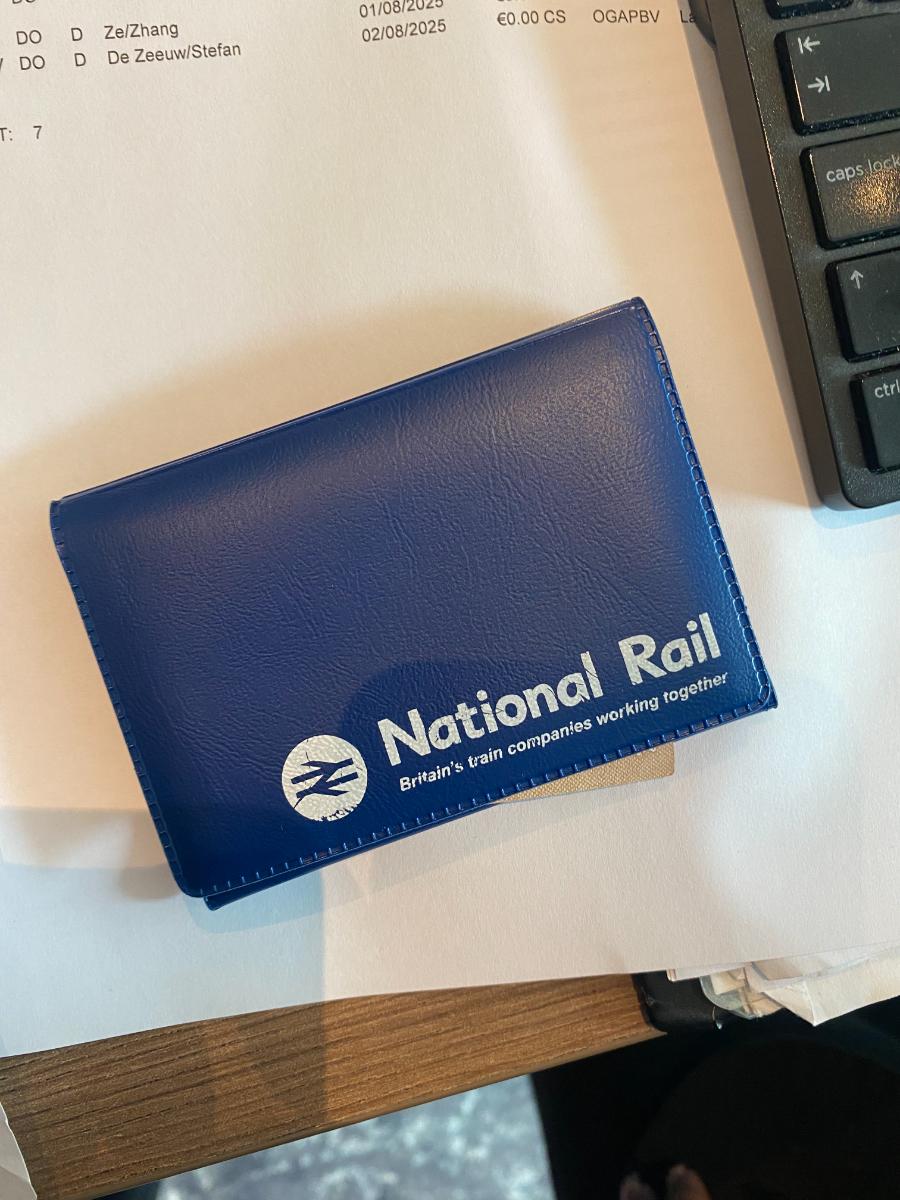 01/08/2025
DO D Ze/Zhang 02/08/2025 €0.00 CS OGAPBV
DO D De Zeeuw/Stefan
T: 7
caps lock
ctrl
National Rail
Britain's train companies working together